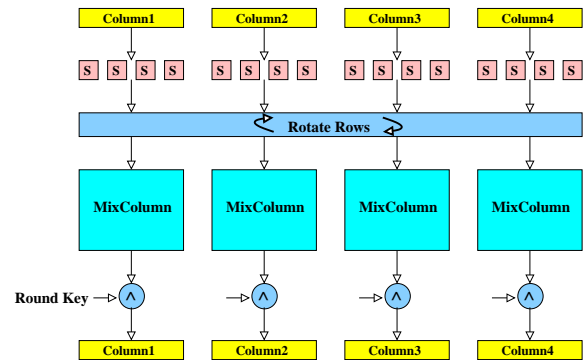 Column1 Column2 Column3 Column4
S S S S S S S S S S S S S S S S
Rotate Rows
MixColumn MixColumn MixColumn MixColumn
Round Key ^ ^ ^ ^
Column1 Column2 Column3 Column4